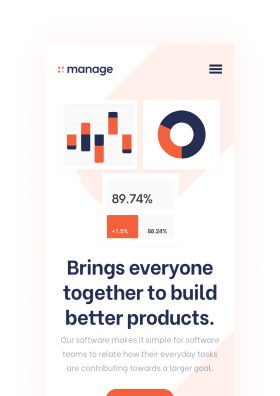 manage
89.74%
+1.5%
88.24%
Brings everyone
together to build
better products.
Our software makes it simple for software
teams to relate how their everyday tasks
are contributing towards a larger goal.